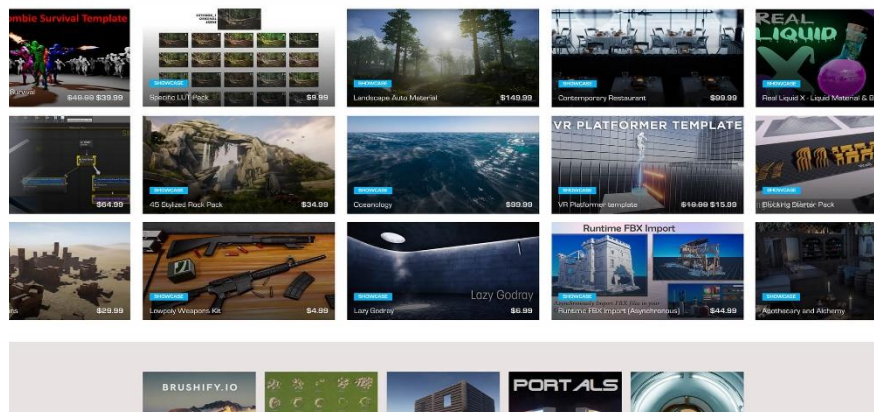 ombie Survival Template
Survival
$49.99 $39.99
SHOWCASE
Specific LUT Pack
$9.99
SHOWCASE
Landscape Auto Material
$149.99
SHOWCASE
Contemporary Restaurant
$99.99
REAL
LIQUID
X
SHOWCASE
Real Liquid X - Liquid Material & B
$64.99
SHOWCASE
45 Stylized Rock Pack
$34.99
SHOWCASE
Oceanology
$99.99
VR PLATFORMER TEMPLATE
SHOWCASE
VR Platformer template
$19.99 $15.99
SHOWCASE
Blocking Starter Pack
ns
$29.99
SHOWCASE
Lowpoly Weapons Kit
$4.99
Lazy Godray
SHOWCASE
Lazy Godray
$6.99
Runtime FBX Import
SHOWCASE
Runtime FBX Import (Asynchronous)
$44.99
SHOWCASE
Apothecary and Alchemy
BRUSHIFY.IO
PORTALS